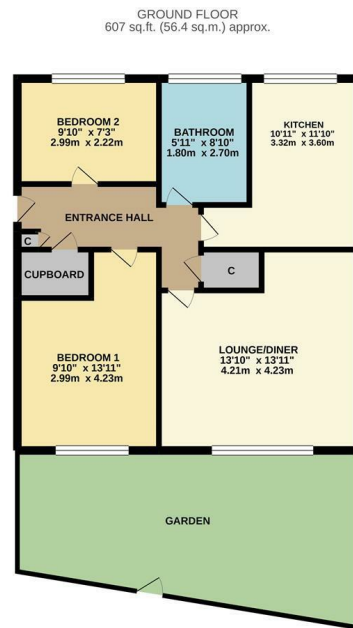 GROUND FLOOR
607 sq.ft. (56.4 sq.m.) approx.
BEDROOM 2
9'10" x 7'3"
2.99m x 2.22m
BATHROOM
5'11" x 8'10"
1.80m x 2.70m
KITCHEN
10'11" x 11'10"
3.32m x 3.60m
ENTRANCE HALL
C
CUPBOARD
C
BEDROOM 1
9'10" x 13'11"
2.99m x 4.23m
LOUNGE/DINER
13'10" x 13'11"
4.21m x 4.23m
GARDEN